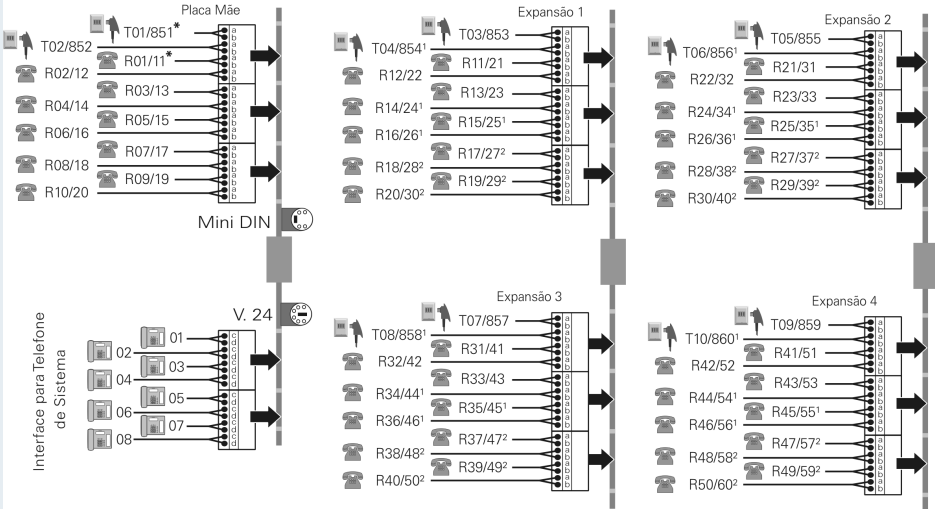 Placa Mãe
T01/851*
T02/852
R01/11*
R02/12
R03/13
R04/14
R05/15
R06/16
R07/17
R08/18
R09/19
R10/20
a
b
a
b
a
b
a
b
a
b
a
b
a
b
a
b
a
b
a
b
a
b
a
b
Mini DIN
V. 24
Interface para Telefone
de Sistema
01
02
03
04
05
06
07
08
c
d
c
d
c
d
c
d
c
d
c
d
c
d
c
d
Expansão 1
T03/853
T04/854¹
R11/21
R12/22
R13/23
R14/24¹
R15/25¹
R16/26¹
R17/27²
R18/28²
R19/29²
R20/30²
Expansão 2
T05/855
T06/856¹
R21/31
R22/32
R23/33
R24/34¹
R25/35¹
R26/36¹
R27/37²
R28/38²
R29/39²
R30/40²
Expansão 3
T07/857
T08/858¹
R31/41
R32/42
R33/43
R34/44¹
R35/45¹
R36/46¹
R37/47²
R38/48²
R39/49²
R40/50²
Expansão 4
T09/859
T10/860¹
R41/51
R42/52
R43/53
R44/54¹
R45/55¹
R46/56¹
R47/57²
R48/58²
R49/59²
R50/60²